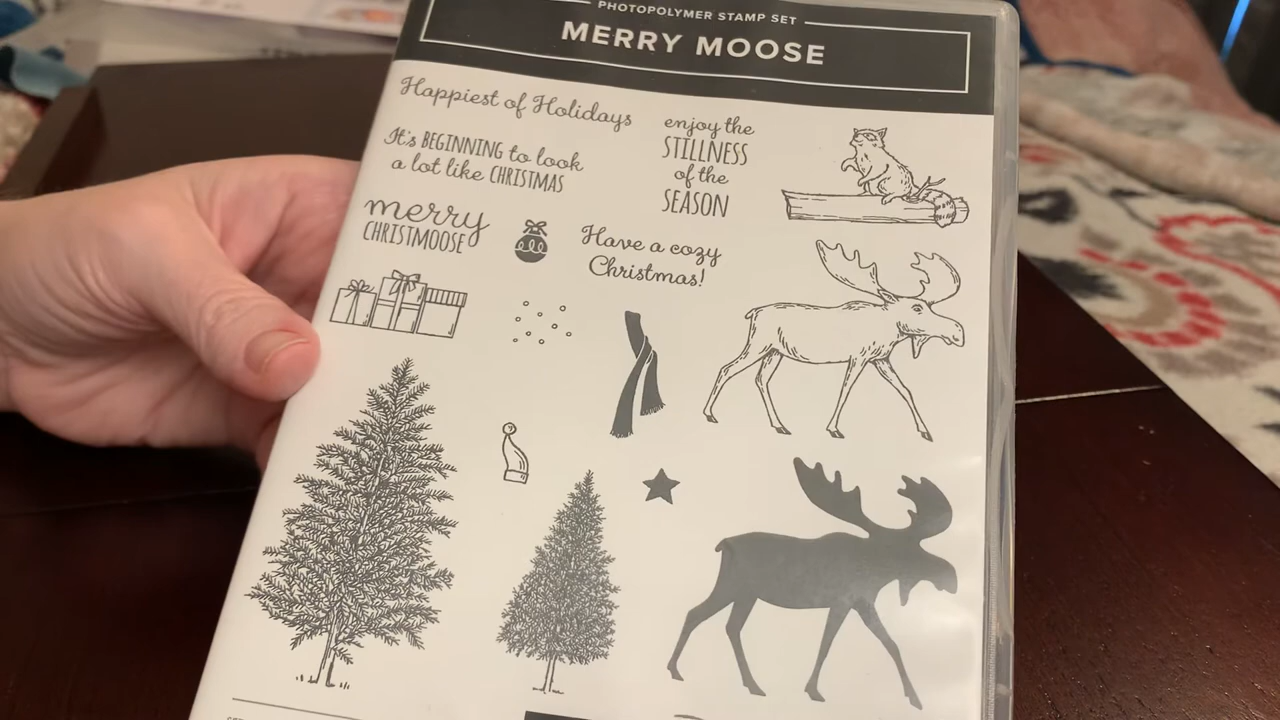 PHOTOPOLYMER STAMP SET
MERRY MOOSE
Happiest of Holidays
It's BEGINNING to look
a lot like CHRISTMAS
enjoy the
STILLNESS
of the
SEASON
merry
CHRISTMOOSE
Have a cozy
Christmas!